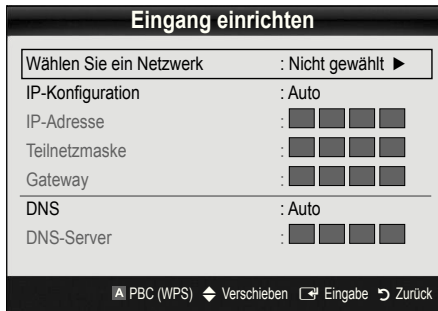 Eingang einrichten
Wählen Sie ein Netzwerk : Nicht gewählt ►
IP-Konfiguration : Auto
IP-Adresse :
Teilnetzmaske :
Gateway :
DNS : Auto
DNS-Server :
A PBC (WPS) Verschieben Eingabe Zurück